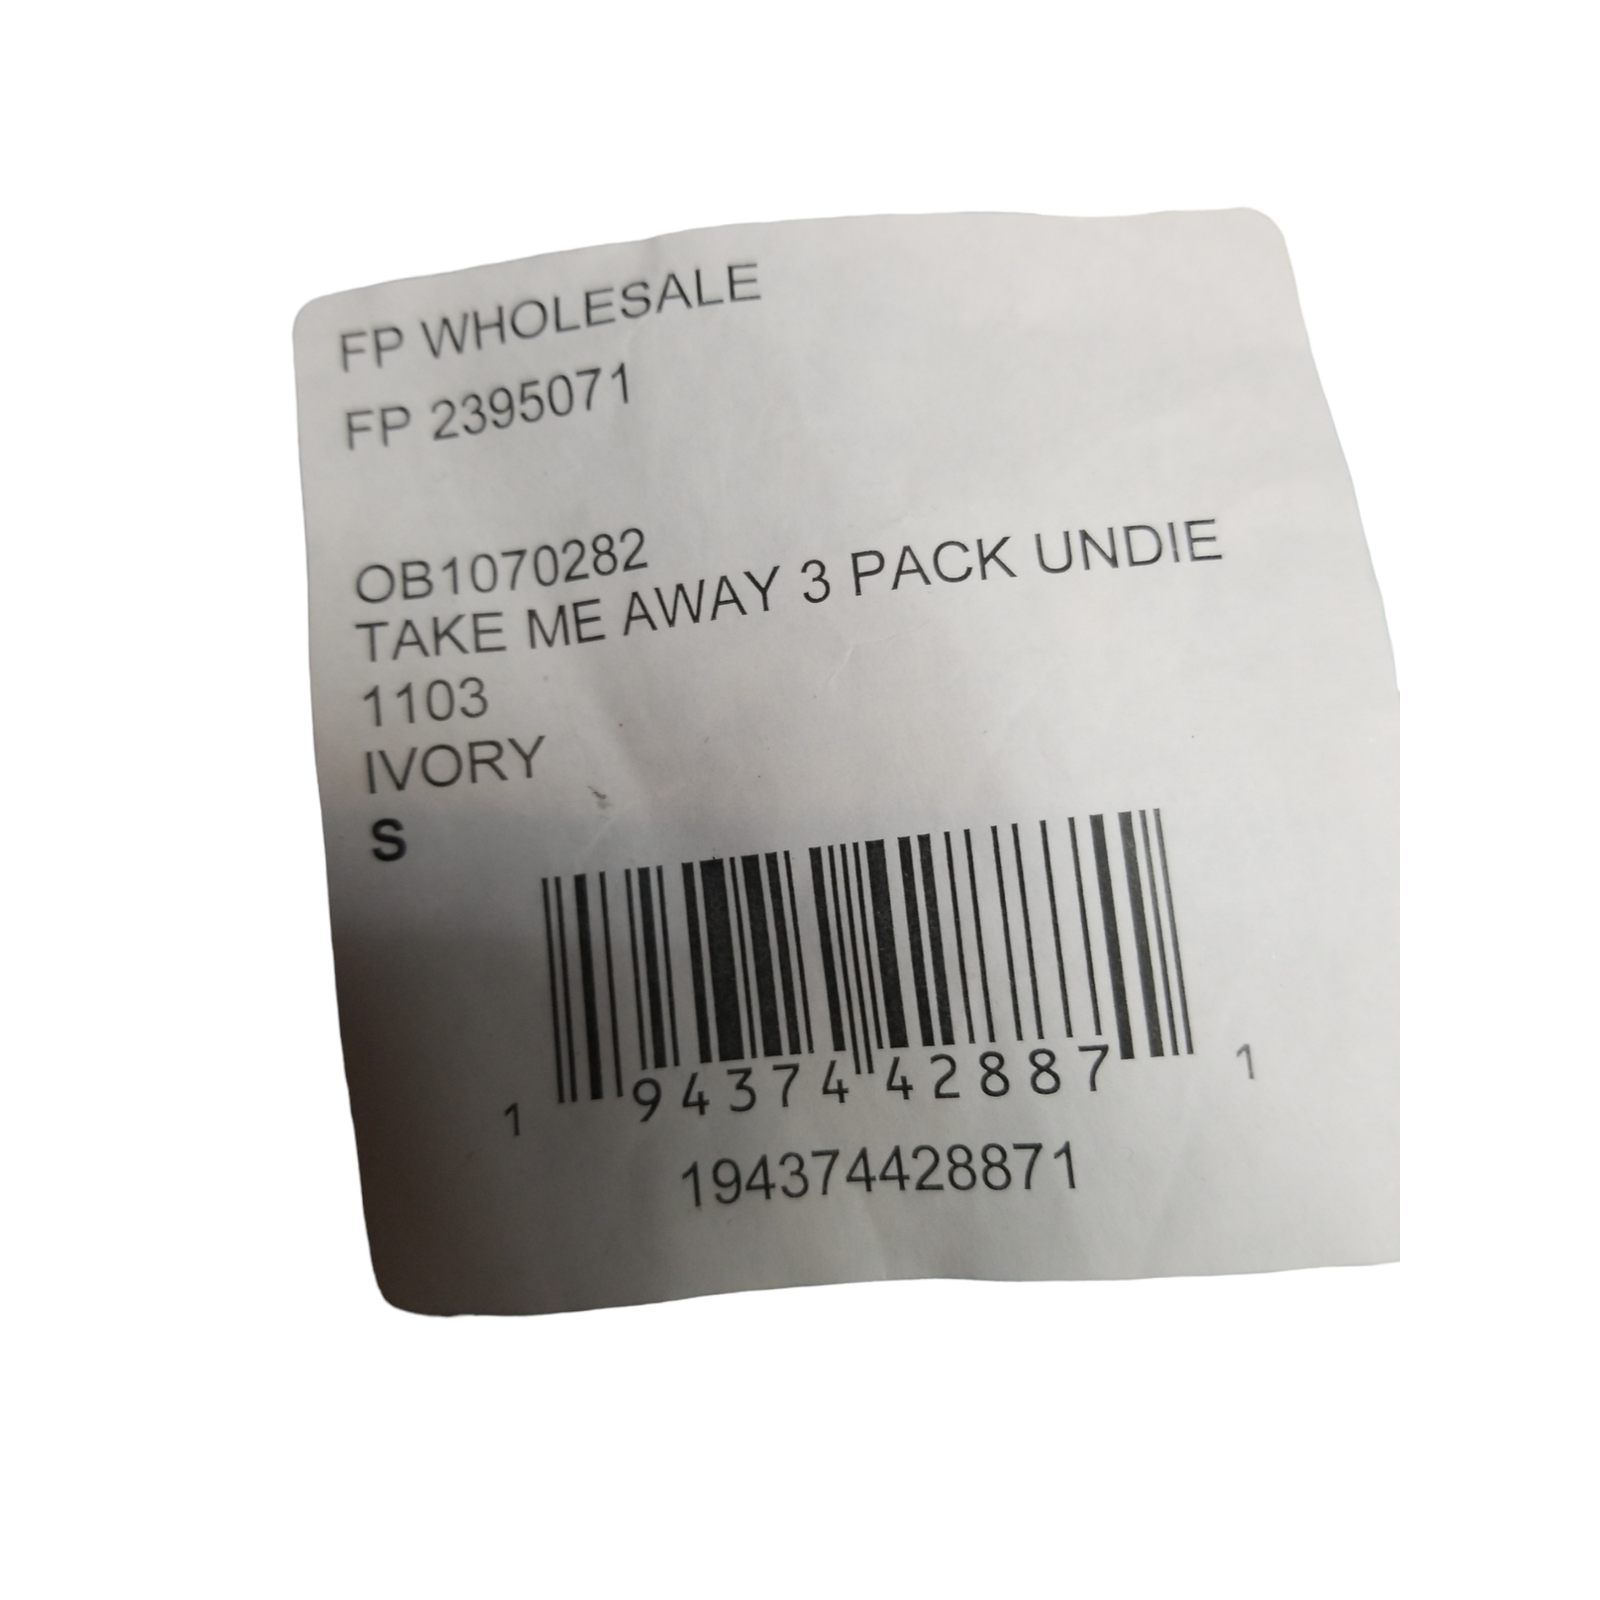 FP WHOLESALE
FP 2395071
OB1070282
TAKE ME AWAY 3 PACK UNDIE
1103
IVORY
S
1 94374 42887 1
194374428871